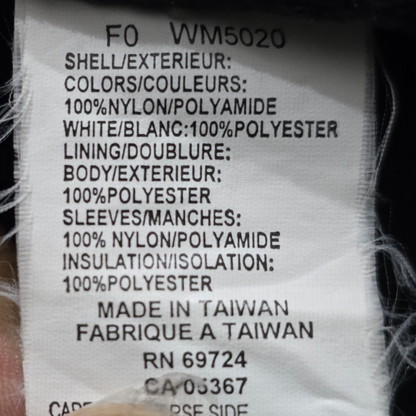 F0 WM5020
SHELL/EXTERIEUR:
COLORS/COULEURS:
100%NYLON/POLYAMIDE
WHITE/BLANC:100%POLYESTER
LINING/DOUBLURE:
BODY/EXTERIEUR:
100%POLYESTER
SLEEVES/MANCHES:
100% NYLON/POLYAMIDE
INSULATION/ISOLATION:
100%POLYESTER
MADE IN TAIWAN
FABRIQUE A TAIWAN
RN 69724
CA 05367
SIDE